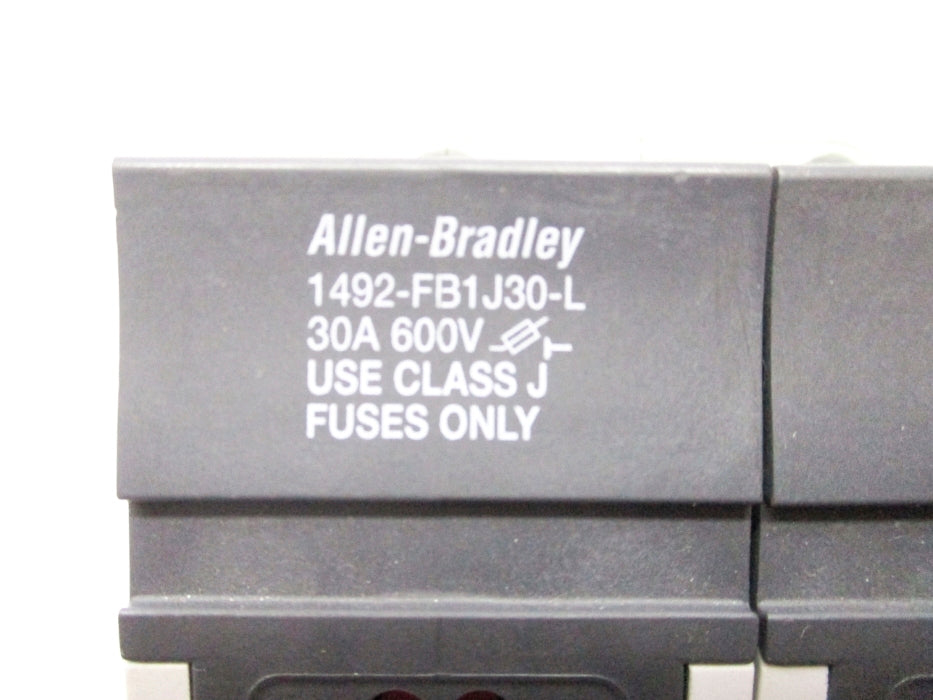 Allen-Bradley
1492-FB1J30-L
30A 600V
USE CLASS J
FUSES ONLY